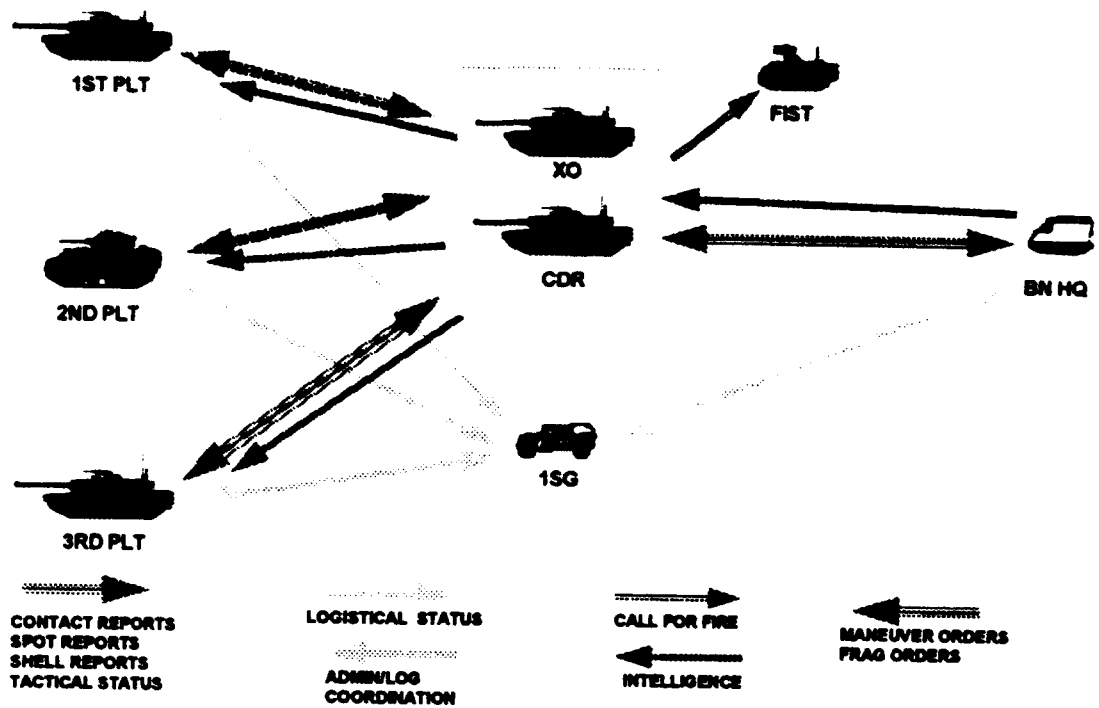 1ST PLT
FIST
XO
CDR
2ND PLT
BN HQ
1SG
3RD PLT
CONTACT REPORTS
SPOT REPORTS
SHELL REPORTS
TACTICAL STATUS
LOGISTICAL STATUS
ADMIN/LOG
COORDINATION
CALL FOR FIRE
INTELLIGENCE
MANEUVER ORDERS
FRAG ORDERS